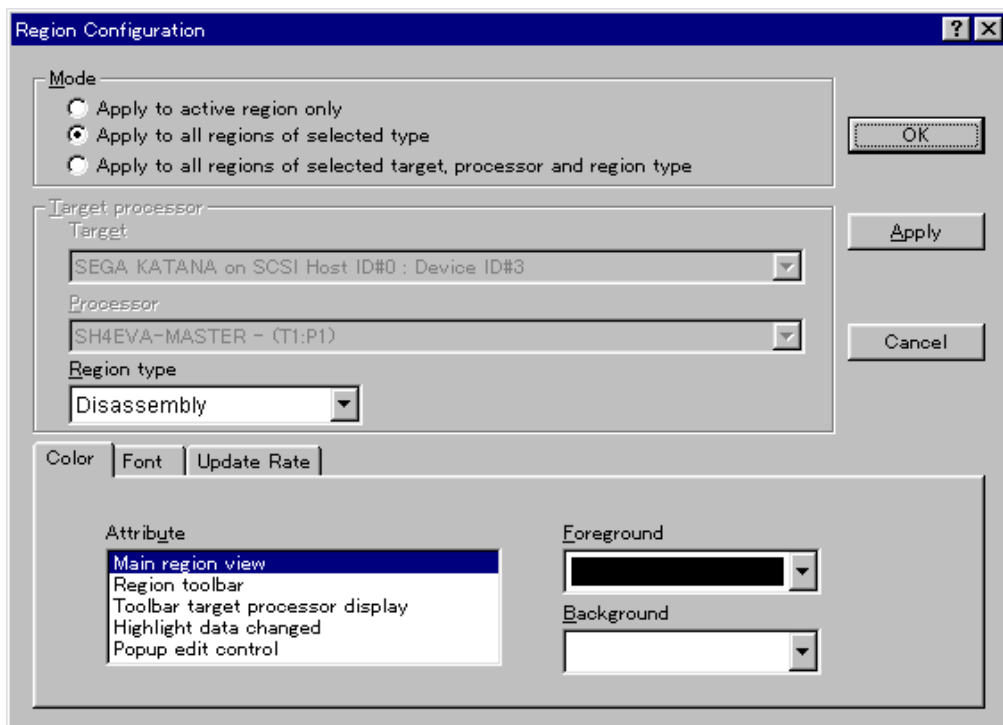 Region Configuration
Mode
Apply to active region only
Apply to all regions of selected type
Apply to all regions of selected target, processor and region type
OK
Target processor
Target
SEGA KATANA on SCSI Host ID#0 : Device ID#3
Apply
Processor
SH4EVA-MASTER - (T1:P1)
Cancel
Region type
Disassembly
Color Font Update Rate
Attribute
Main region view
Region toolbar
Toolbar target processor display
Highlight data changed
Popup edit control
Foreground
Background